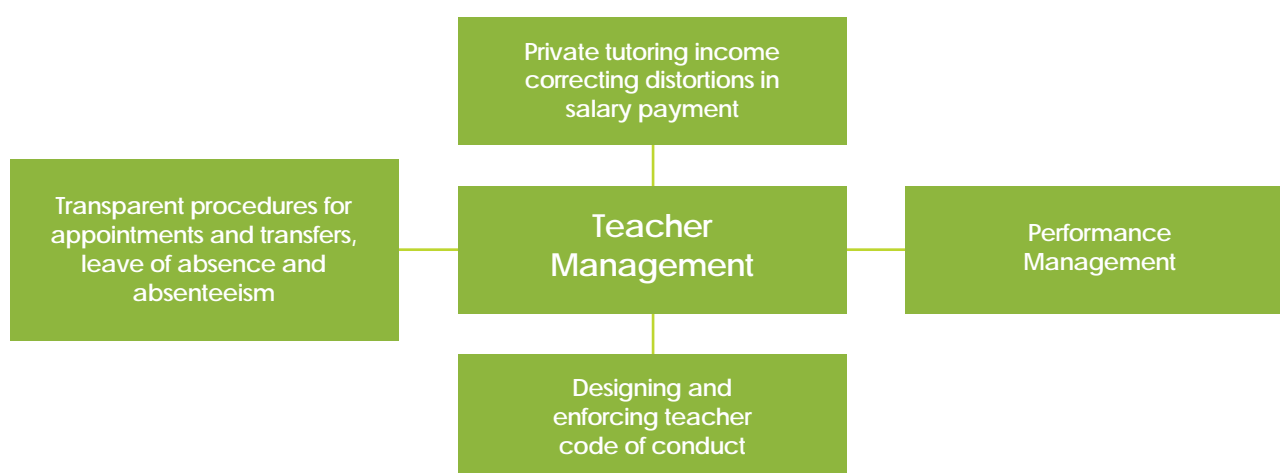 Private tutoring income
correcting distortions in
salary payment
Transparent procedures for
appointments and transfers,
leave of absence and
absenteeism
Teacher
Management
Performance
Management
Designing and
enforcing teacher
code of conduct